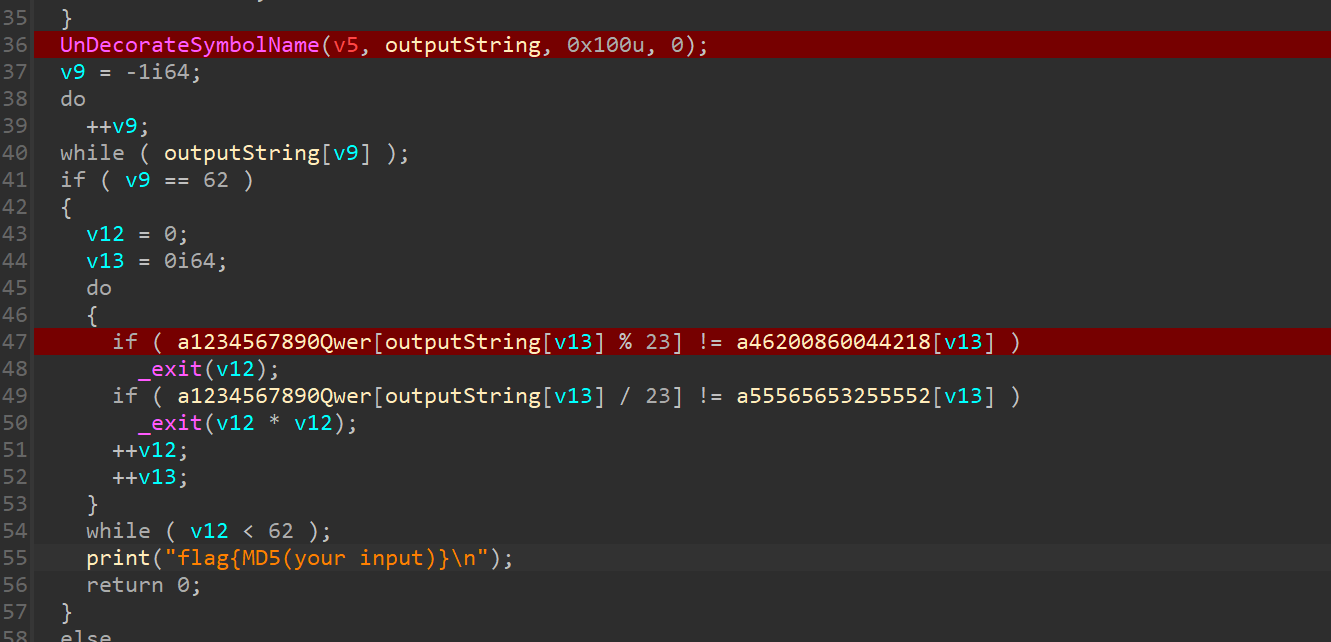 35 }
36 UnDecorateSymbolName(v5, outputString, 0x100u, 0);
37 v9 = -1i64;
38 do
39 ++v9;
40 while ( outputString[v9] );
41 if ( v9 == 62 )
42 {
43 v12 = 0;
44 v13 = 0i64;
45 do
46 {
47 if ( a1234567890Qwer[outputString[v13] % 23] != a46200860044218[v13] )
48 _exit(v12);
49 if ( a1234567890Qwer[outputString[v13] / 23] != a55565653255552[v13] )
50 _exit(v12 * v12);
51 ++v12;
52 ++v13;
53 }
54 while ( v12 < 62 );
55 print("flag{MD5(your input)}\n");
56 return 0;
57 }
58 else